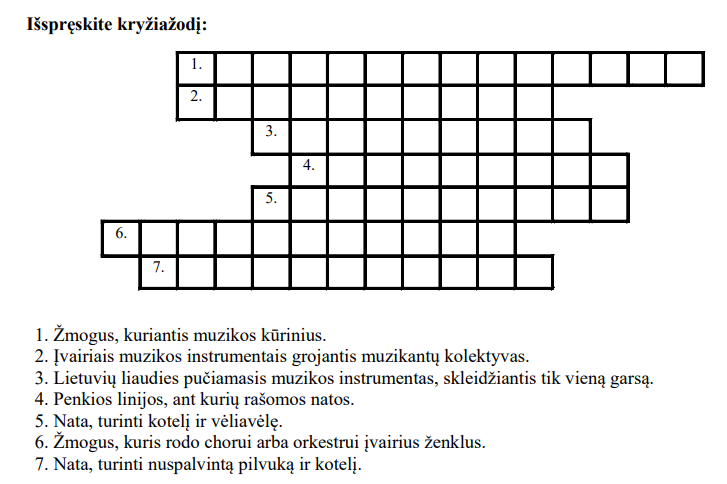 Išspręskite kryžiažodį:
1.
2.
3.
4.
5.
6.
7.
1. Žmogus, kuriantis muzikos kūrinius.
2. Įvairiais muzikos instrumentais grojantis muzikantų kolektyvas.
3. Lietuvių liaudies pučiamasis muzikos instrumentas, skleidžiantis tik vieną garsą.
4. Penkios linijos, ant kurių rašomos natos.
5. Nata, turinti kotelį ir vėliavėlę.
6. Žmogus, kuris rodo chorui arba orkestrui įvairius ženklus.
7. Nata, turinti nuspalvintą pilvuką ir kotelį.